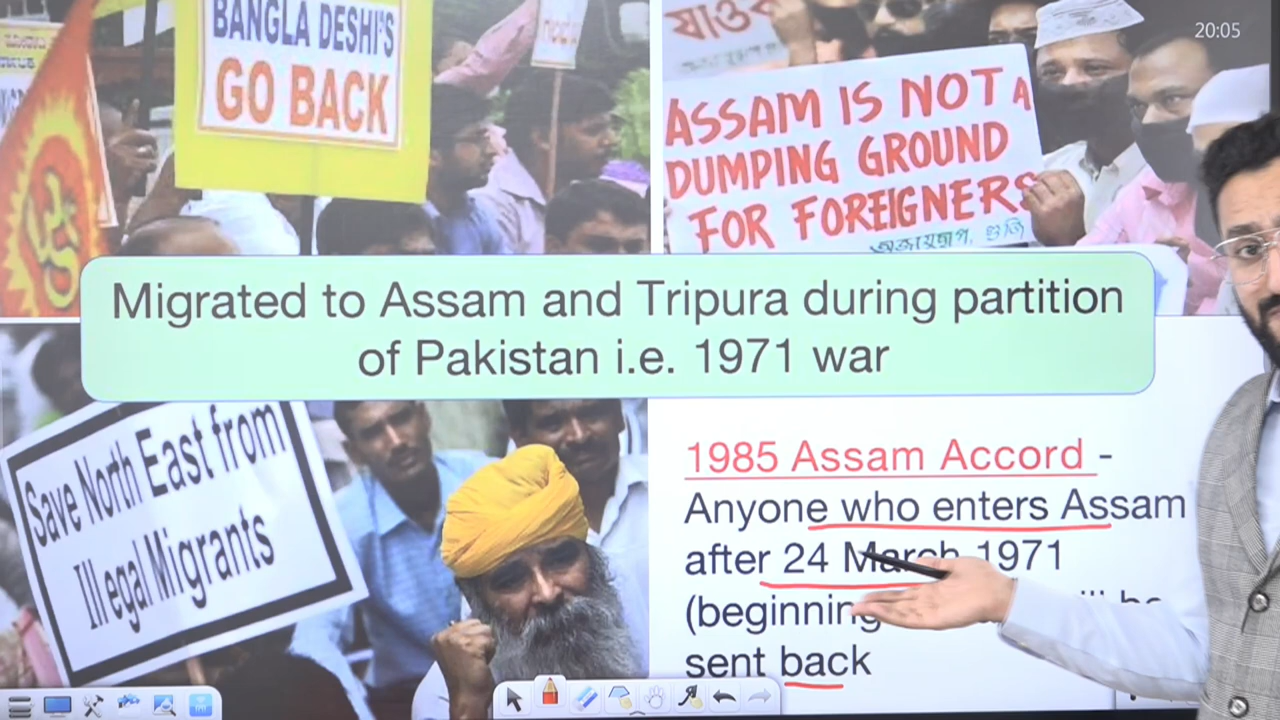 BANGLA DESHI'S
GO BACK
যাওক
20:05
ASSAM IS NOT A
DUMPING GROUND
FOR FOREIGNERS
Migrated to Assam and Tripura during partition
of Pakistan i.e. 1971 war
Save North East from
Illegal Migrants
1985 Assam Accord -
Anyone who enters Assam
after 24 March 1971
(beginning
sent back